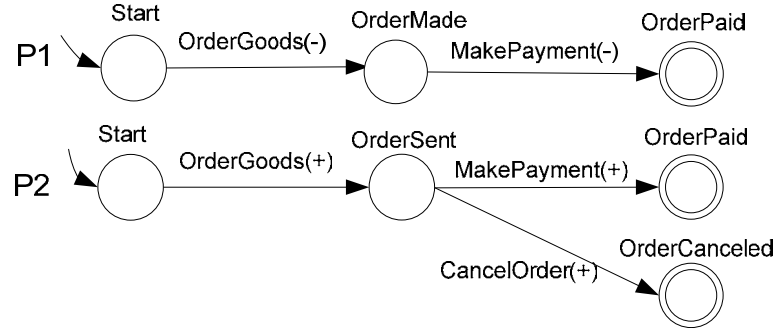 Start
OrderMade
OrderPaid
P1
OrderGoods(-)
MakePayment(-)
Start
OrderSent
OrderPaid
P2
OrderGoods(+)
MakePayment(+)
OrderCanceled
CancelOrder(+)